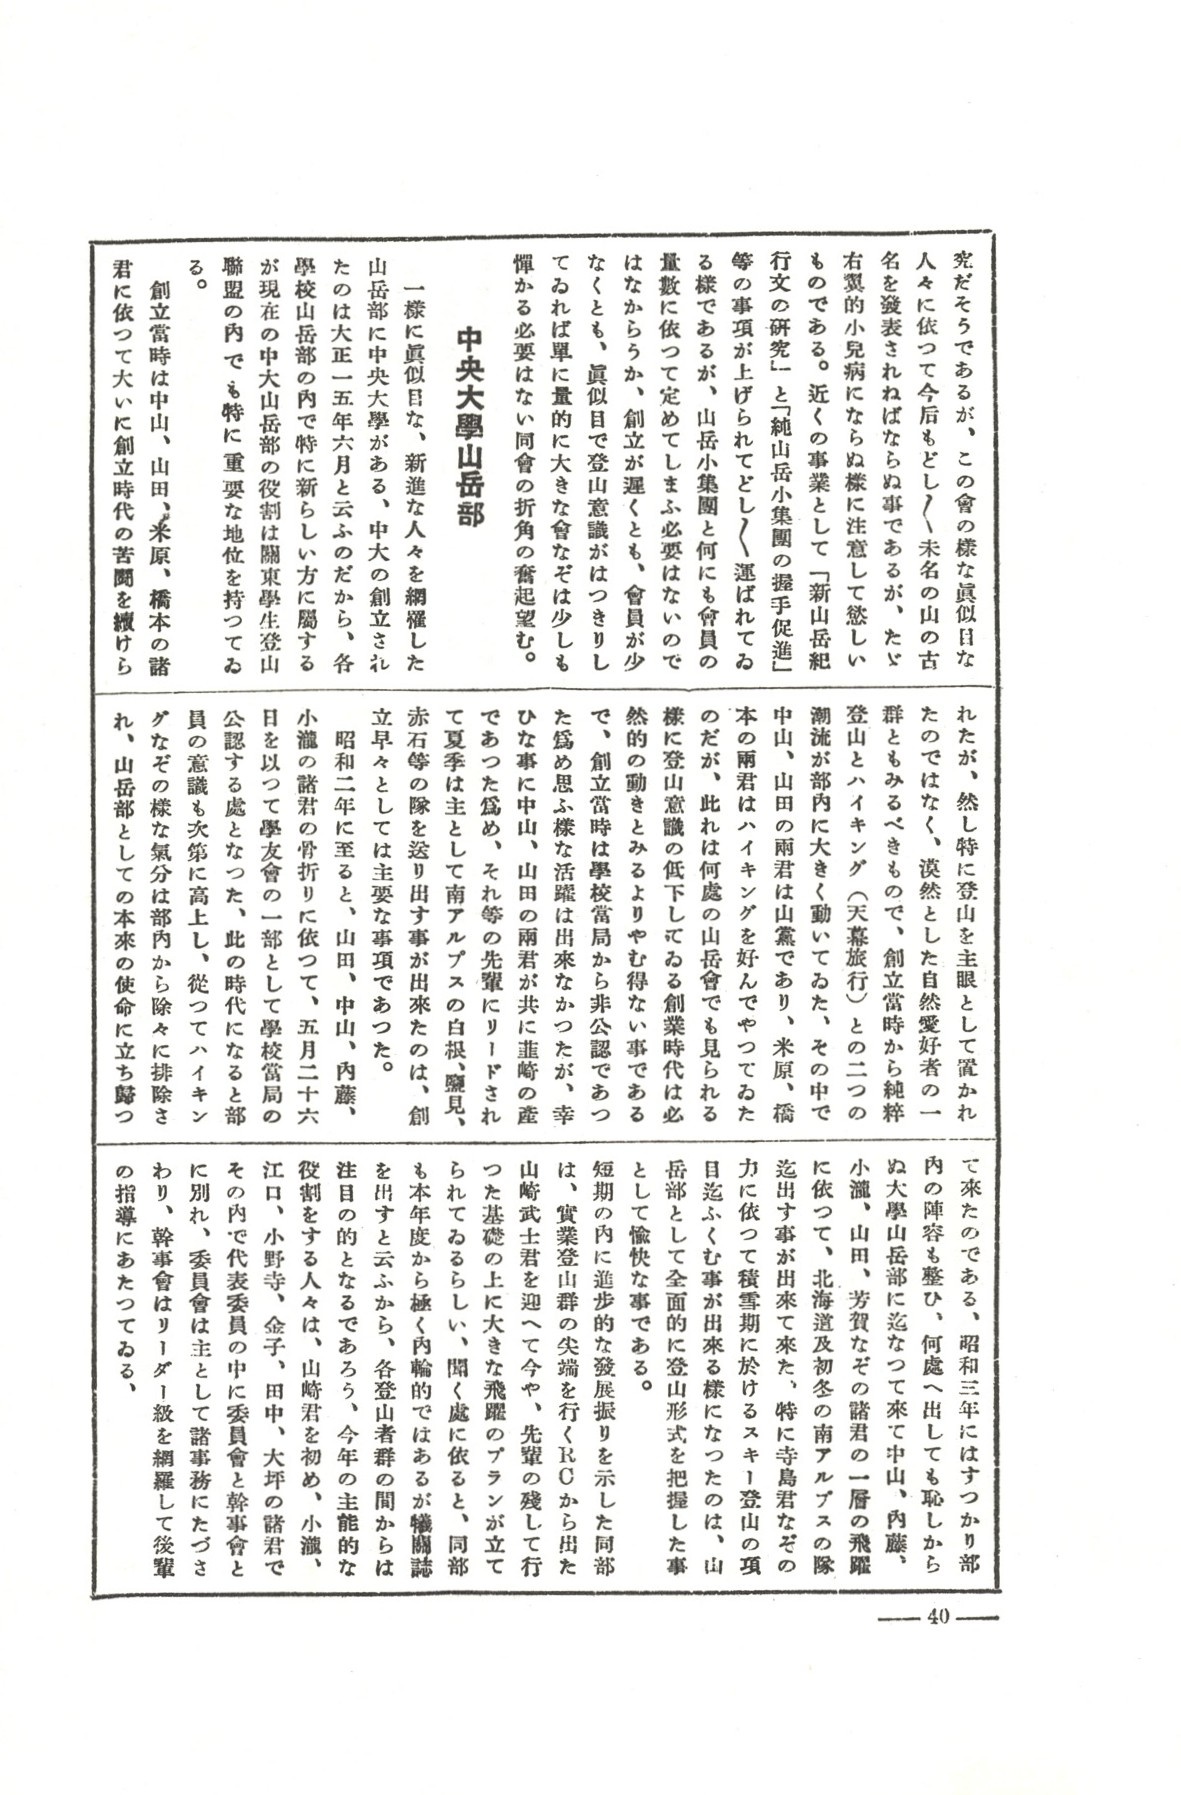 究だそうであるが、この會の樣な眞似目な
人々に依つて今后もどし〱未名の山の古
名を發表されねばならぬ事であるが、たゞ
右翼的小兒病にならぬ樣に注意して慾しい
ものである。近くの事業として「新山岳紀
行文の研究」と「純山岳小集團の握手促進」
等の事項が上げられてどし〱運ばれてゐ
る樣であるが、山岳小集團と何にも會員の
量數に依つて定めてしまふ必要はないので
はなからうか、創立が遲くとも、會員が少
なくとも、眞似目で登山意識がはつきりし
てゐれば單に量的に大きな會なぞは少しも
憚かる必要はない同會の折角の奮起望む。
中央大學山岳部
一樣に眞似目な、新進な人々を網羅した
山岳部に中央大學がある、中大の創立され
たのは大正一五年六月と云ふのだから、各
學校山岳部の內で特に新らしい方に屬する
が現在の中大山岳部の役割は關東學生登山
聯盟の內でも特に重要な地位を持つてゐ
る。
創立當時は中山、山田、米原、橋本の諸
君に依つて大いに創立時代の苦鬪を續けら
れたが、然し特に登山を主眼として置かれ
たのではなく、漠然とした自然愛好者の一
群ともみるべきもので、創立當時から純粹
登山とハイキング（天幕旅行）との二つの
潮流が部內に大きく動いてゐた、その中で
中山、山田の兩君は山黨であり、米原、橋
本の兩君はハイキングを好んでやつてゐた
のだが、此れは何處の山岳會でも見られる
樣に登山意識の低下してゐる創業時代は必
然的の動きとみるよりやむ得ない事である
で、創立當時は學校當局から非公認であつ
た爲め思ふ樣な活躍は出來なかつたが、幸
ひな事に中山、山田の兩君が共に韮崎の產
であつた爲め、それ等の先輩にリードされ
て夏季は主として南アルプスの白根、鹽見、
赤石等の隊を送り出す事が出來たのは、創
立早々としては主要な事項であつた。
昭和二年に至ると、山田、中山、內藤、
小瀧の諸君の骨折りに依つて、五月二十六
日を以つて學友會の一部として學校當局の
公認する處となつた、此の時代になると部
員の意識も次第に高上し、從つてハイキン
グなぞの樣な氣分は部內から除々に排除さ
れ、山岳部としての本來の使命に立ち歸つ
て來たのである、昭和三年にはすつかり部
內の陣容も整ひ、何處へ出しても恥しから
ぬ大學山岳部に迄なつて來て中山、內藤、
小瀧、山田、芳賀なぞの諸君の一層の飛躍
に依つて、北海道及初冬の南アルプスの隊
迄出す事が出來て來た、特に寺島君なぞの
力に依つて積雪期に於けるスキー登山の項
目迄ふくむ事が出來る樣になつたのは、山
岳部として全面的に登山形式を把握した事
として愉快な事である。
短期の內に進步的な發展振りを示した同部
は、實業登山群の尖端を行くRCから出た
山崎武士君を迎へて今や、先輩の殘して行
つた基礎の上に大きな飛躍のプランが立て
られてゐるらしい、聞く處に依ると、同部
も本年度から極く內輪的ではあるが機關誌
を出すと云ふから、各登山者群の間からは
注目の的となるであろう、今年の主能的な
役割をする人々は、山崎君を初め、小瀧、
江口、小野寺、金子、田中、大坪の諸君で
その內で代表委員の中に委員會と幹事會と
に別れ、委員會は主として諸事務にたづさ
わり、幹事會はリーダー級を網羅して後輩
の指導にあたつてゐる、
40